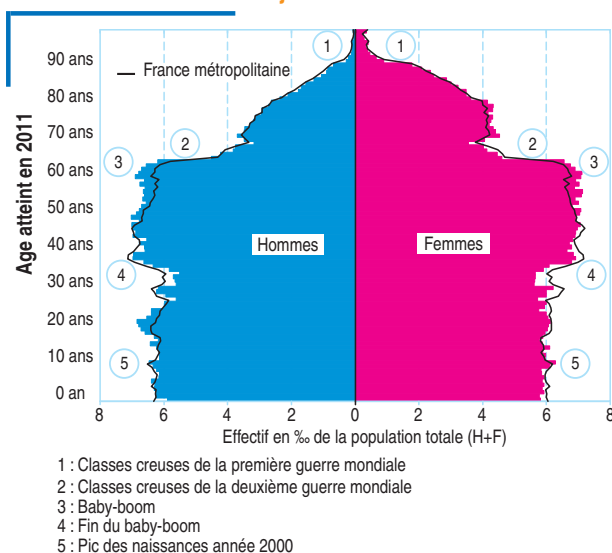 1
1
90 ans
France métropolitaine
80 ans
70 ans
2
2
60 ans
3
3
50 ans
40 ans
Hommes
Femmes
4
4
30 ans
20 ans
10 ans
5
5
0 an
Age atteint en 2011
8 6 4 2 0 2 4 6 8
Effectif en ‰ de la population totale (H+F)
1 : Classes creuses de la première guerre mondiale
2 : Classes creuses de la deuxième guerre mondiale
3 : Baby-boom
4 : Fin du baby-boom
5 : Pic des naissances année 2000